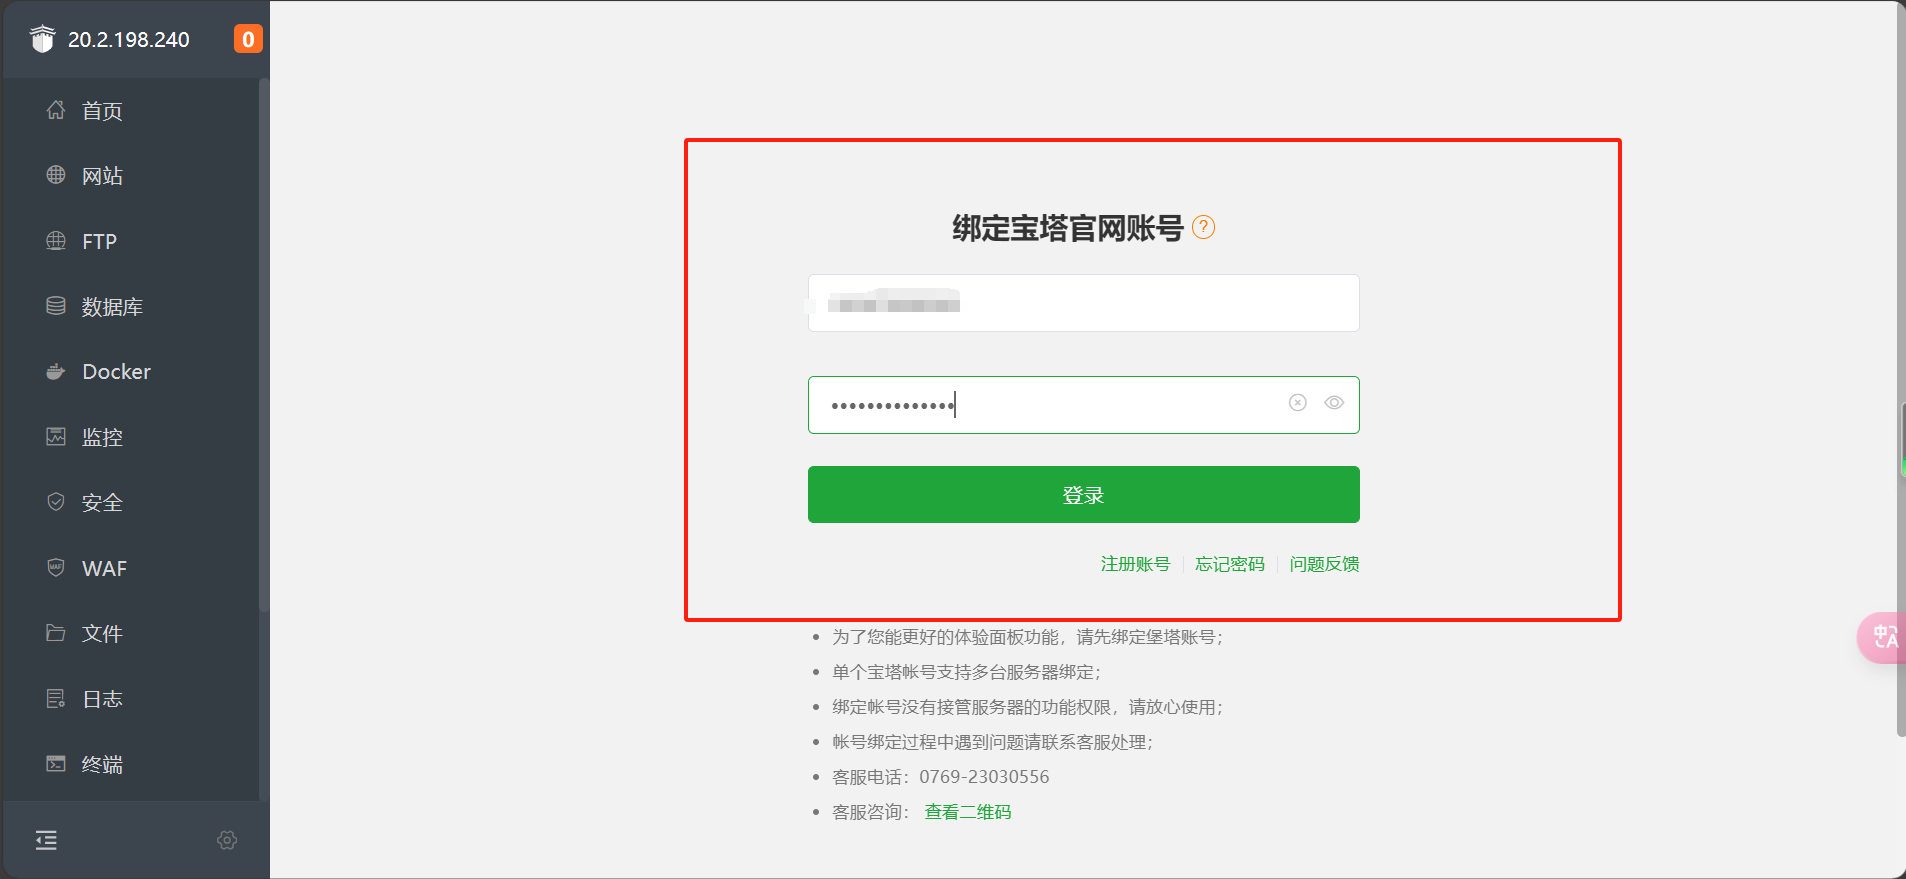 20.2.198.240
0
首页
网站
FTP
数据库
Docker
监控
安全
WAF
文件
日志
终端
绑定宝塔官网账号
?
登录
注册账号 忘记密码 问题反馈
为了您能更好的体验面板功能，请先绑定堡塔账号；
单个宝塔帐号支持多台服务器绑定；
绑定帐号没有接管服务器的功能权限，请放心使用；
帐号绑定过程中遇到问题请联系客服处理；
客服电话：0769-23030556
客服咨询： 查看二维码
中A